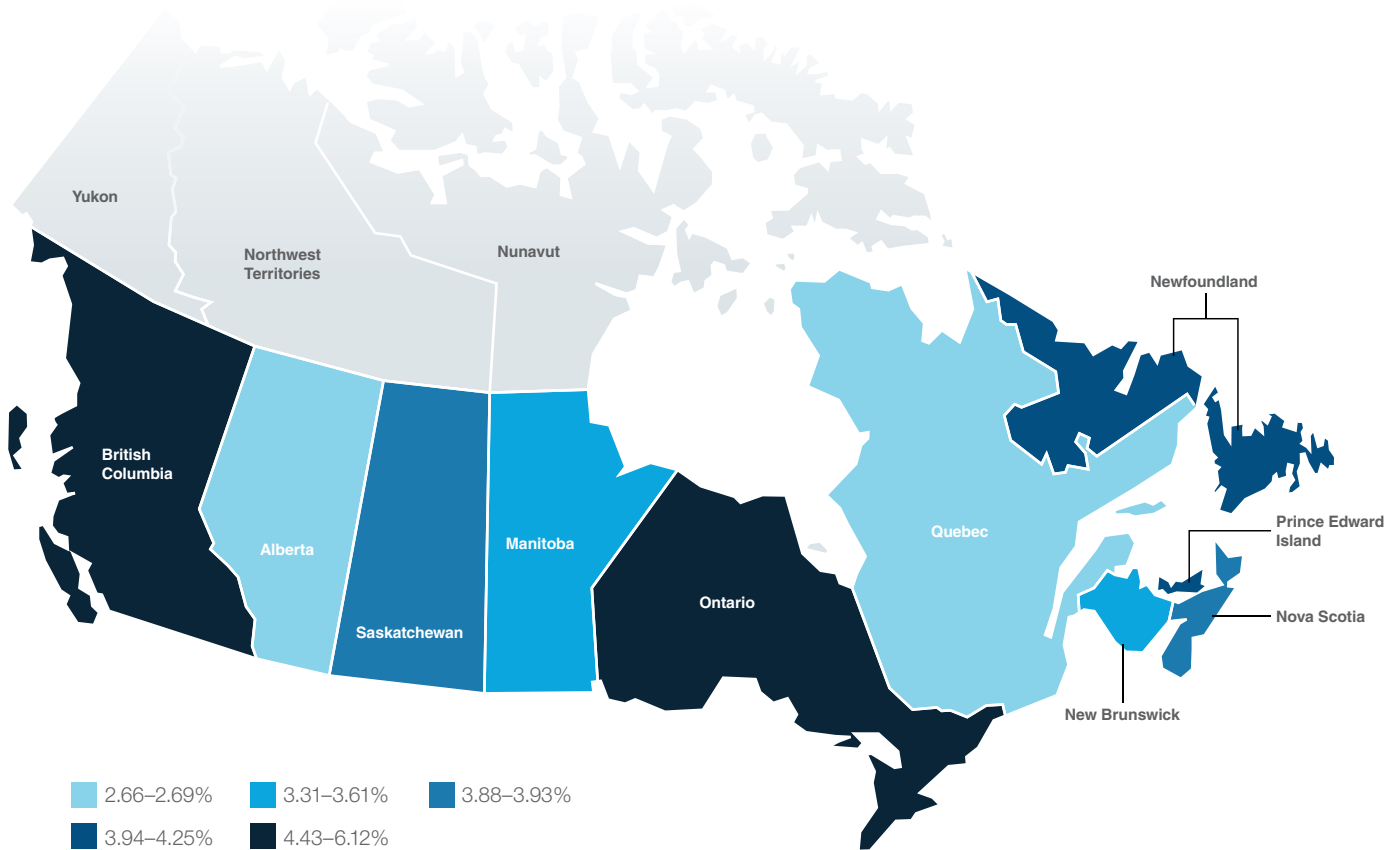 Yukon
Northwest
Territories
Nunavut
Newfoundland
British
Columbia
Alberta
Saskatchewan
Manitoba
Ontario
Quebec
Prince Edward
Island
Nova Scotia
New Brunswick
2.66–2.69%
3.31–3.61%
3.88–3.93%
3.94–4.25%
4.43–6.12%